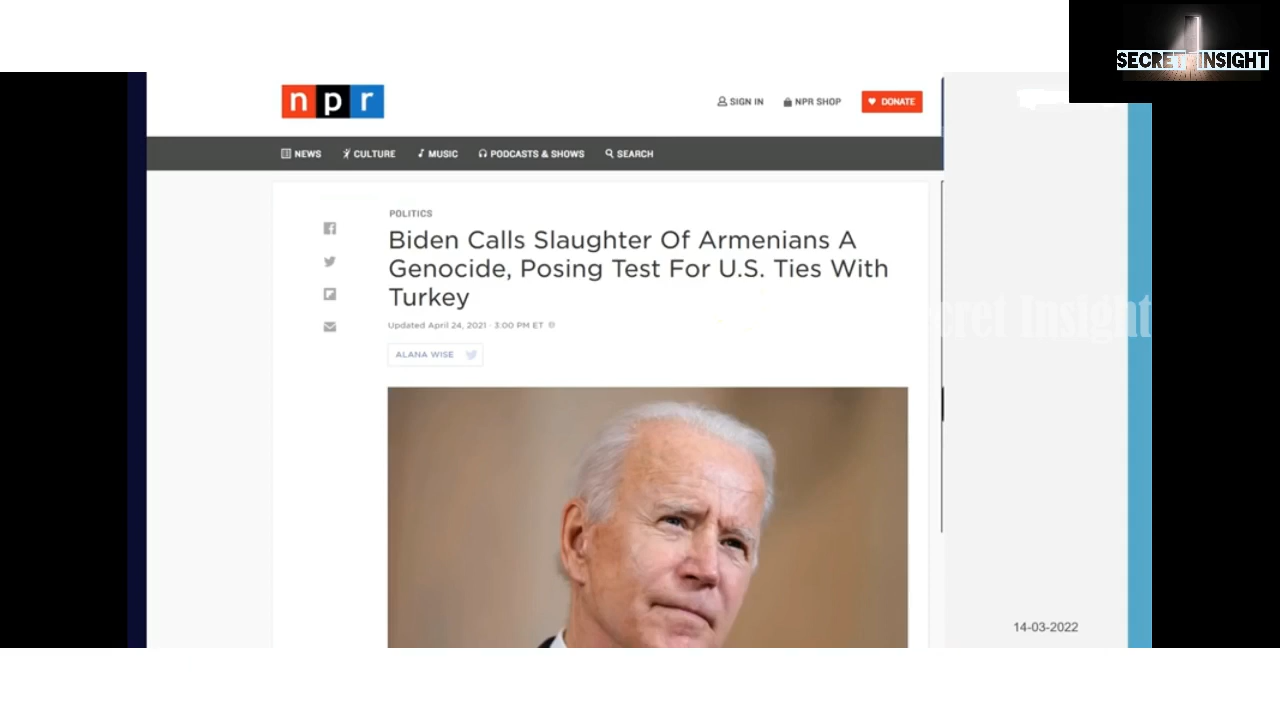 SECRET INSIGHT
npr
SIGN IN
NPR SHOP
DONATE
NEWS
CULTURE
MUSIC
PODCASTS & SHOWS
SEARCH
POLITICS
Biden Calls Slaughter Of Armenians A
Genocide, Posing Test For U.S. Ties With
Turkey
Updated April 24, 2021 · 3:00 PM ET
ALANA WISE
Insight
14-03-2022